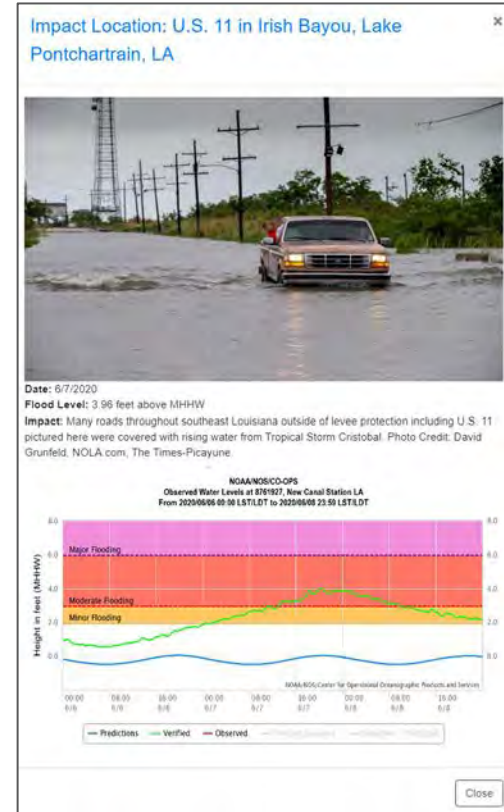 Impact Location: U.S. 11 in Irish Bayou, Lake
Pontchartrain, LA
×
Date: 6/7/2020
Flood Level: 3.96 feet above MHHW
Impact: Many roads throughout southeast Louisiana outside of levee protection including U.S. 11
pictured here were covered with rising water from Tropical Storm Cristobal. Photo Credit: David
Grunfeld, NOLA.com, The Times-Picayune.
NOAA/NOS/CO-OPS
Observed Water Levels at 8761927, New Canal Station LA
From 2020/06/06 00:00 LST/LDT to 2020/06/08 23:59 LST/LDT
Height in feet (MHHW)
8.0 8.0
Major Flooding
6.0 6.0
4.0 4.0
Moderate Flooding
Minor Flooding
2.0 2.0
0.0 0.0
NOAA/NOS/Center for Operational Oceanographic Products and Services
00:00 08:00 16:00 00:00 08:00 16:00 00:00 08:00 16:00
6/6 6/6 6/6 6/7 6/7 6/7 6/8 6/8 6/8
Predictions Verified Observed
Close